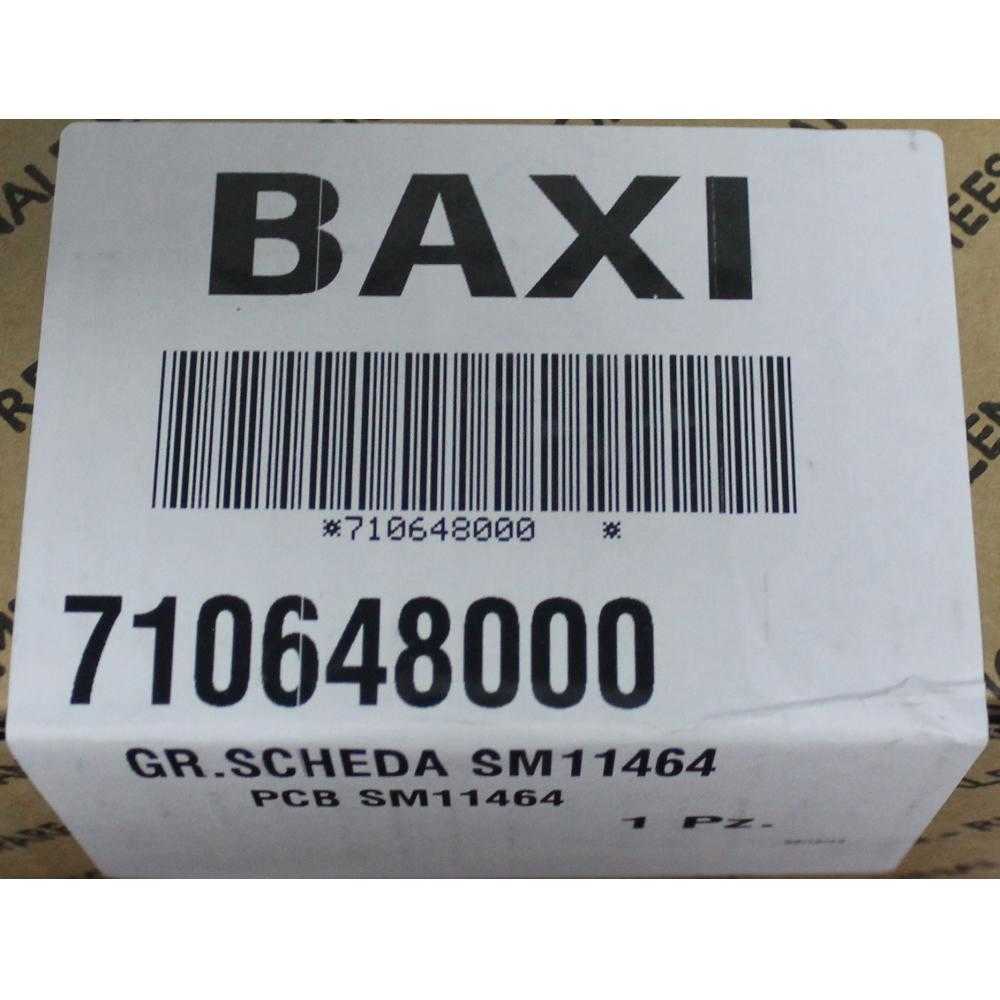 BAXI
*710648000 *
710648000
GR.SCHEDA SM11464
PCB SM11464
1 Pz.